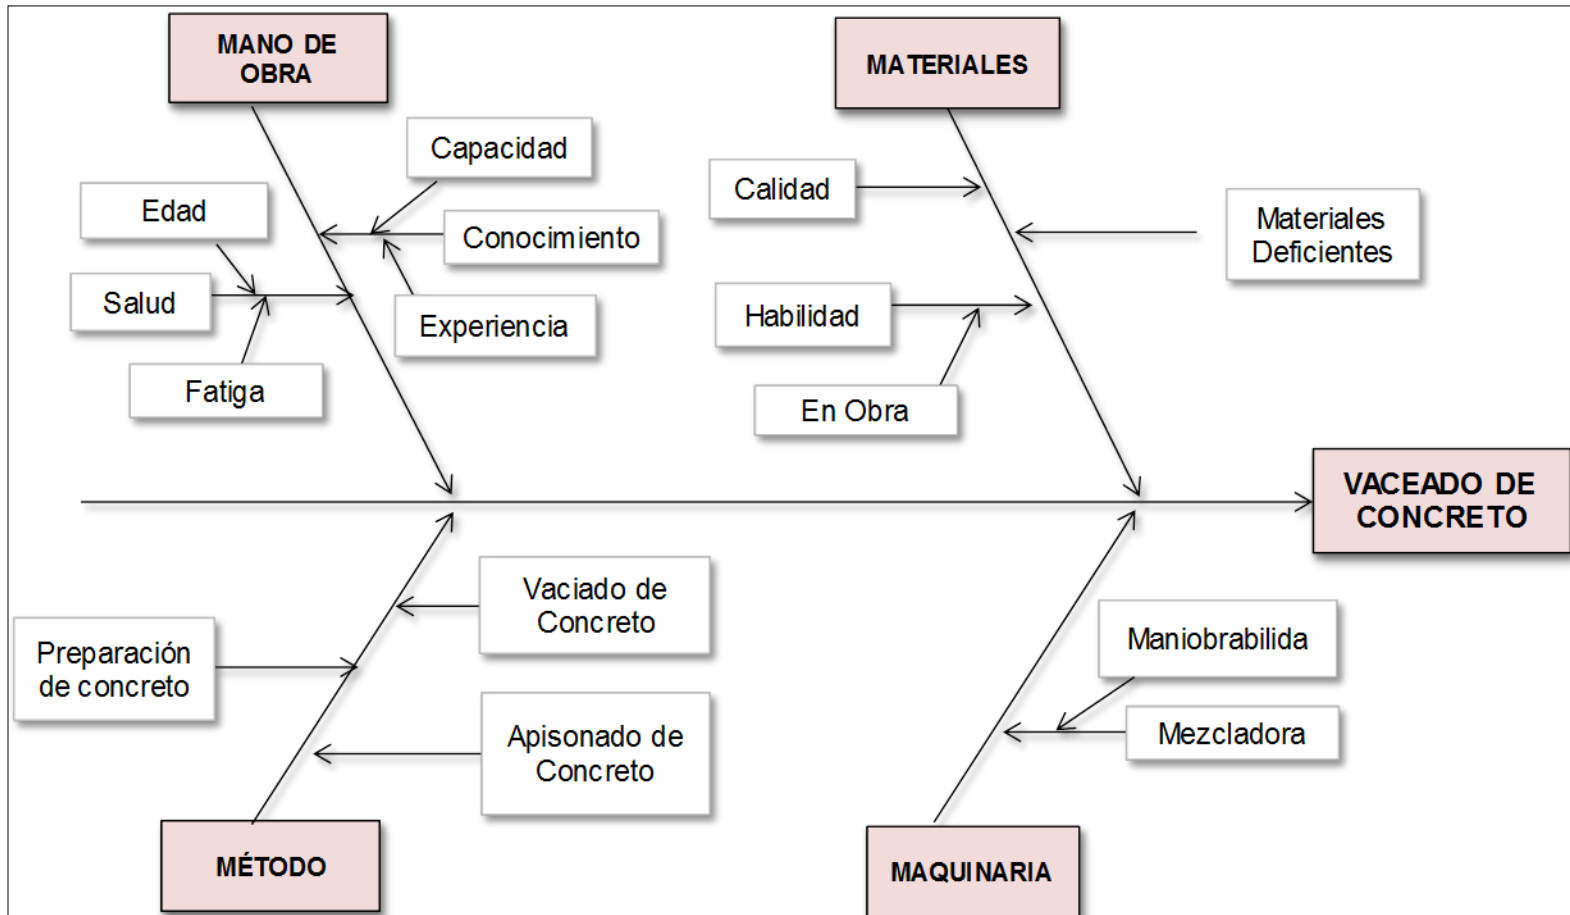 MANO DE
OBRA
MATERIALES
Capacidad
Edad
Conocimiento
Salud
Experiencia
Fatiga
Calidad
Materiales
Deficientes
Habilidad
En Obra
VACEADO DE
CONCRETO
Vaciado de
Concreto
Preparación
de concreto
Apisonado de
Concreto
Maniobrabilida
Mezcladora
MÉTODO
MAQUINARIA